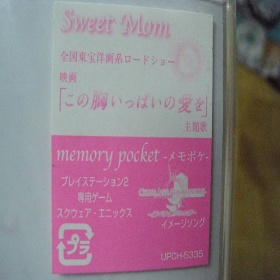 Sweet Mom
全国東宝洋画系ロードショー
映画
「この胸いっぱいの愛を」
主題歌
memory pocket -メモポケ-
プレイステーション2
専用ゲーム
スクウェア・エニックス
イメージソング
プラ
UPCH-5335